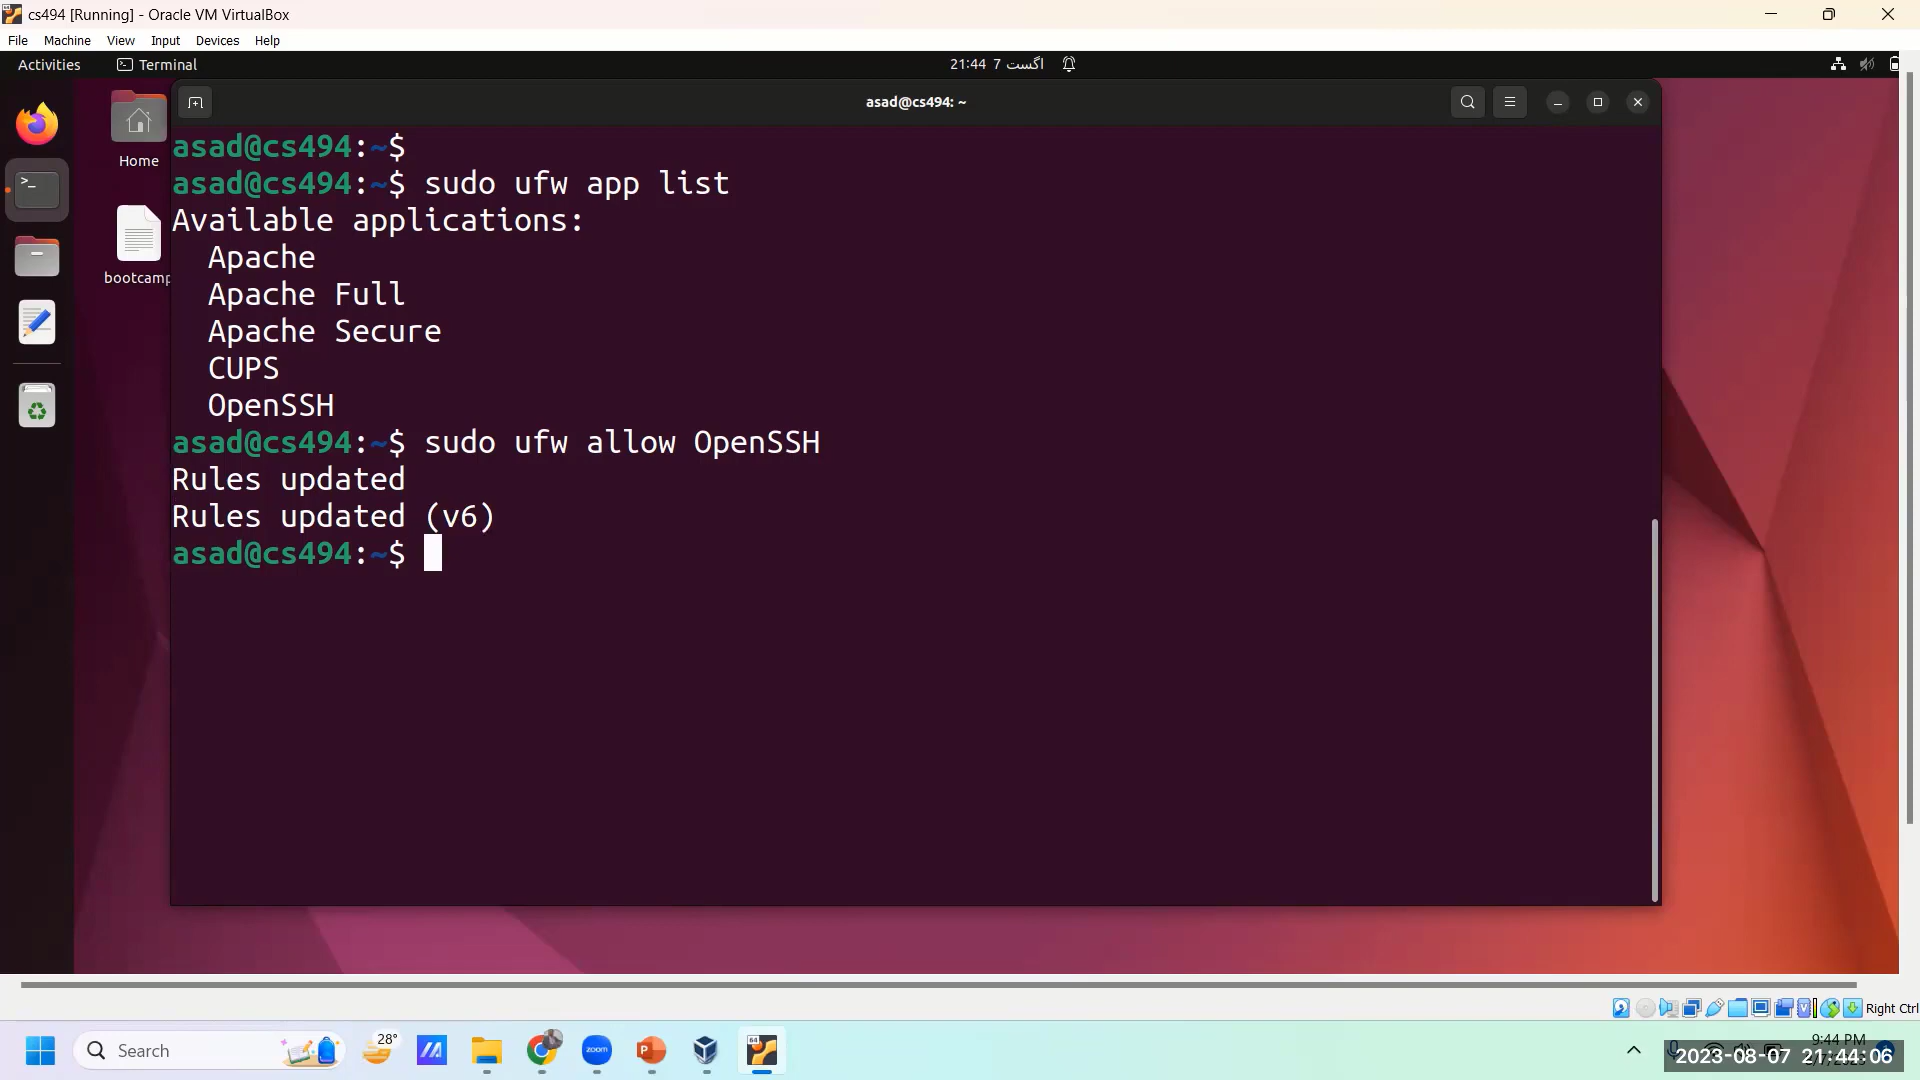 cs494 [Running] - Oracle VM VirtualBox
File Machine View Input Devices Help
Activities Terminal 21:44 7 اگست
asad@cs494: ~
Home
bootcamp
asad@cs494:~$
asad@cs494:~$ sudo ufw app list
Available applications:
Apache
Apache Full
Apache Secure
CUPS
OpenSSH
asad@cs494:~$ sudo ufw allow OpenSSH
Rules updated
Rules updated (v6)
asad@cs494:~$
Right Ctrl
Search
28°
zoom
64
9:44 PM
2023-08-07 21:44:06